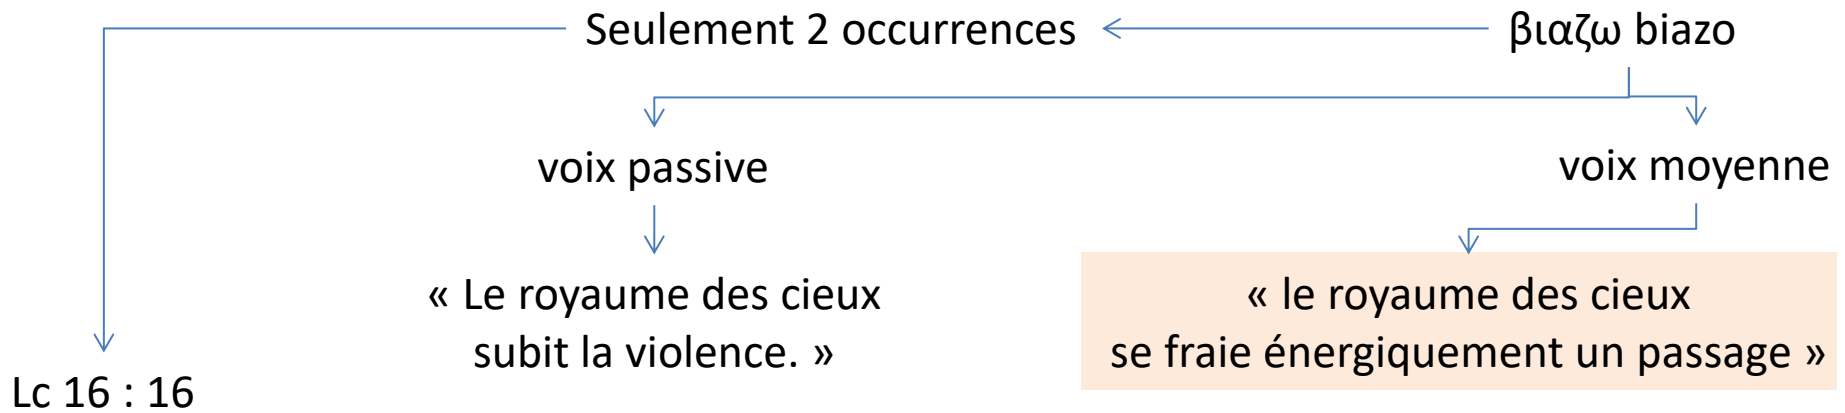 Seulement 2 occurrences
βιαζω biazo
voix passive
voix moyenne
« Le royaume des cieux
subit la violence. »
« le royaume des cieux
se fraie énergiquement un passage »
Lc 16 : 16